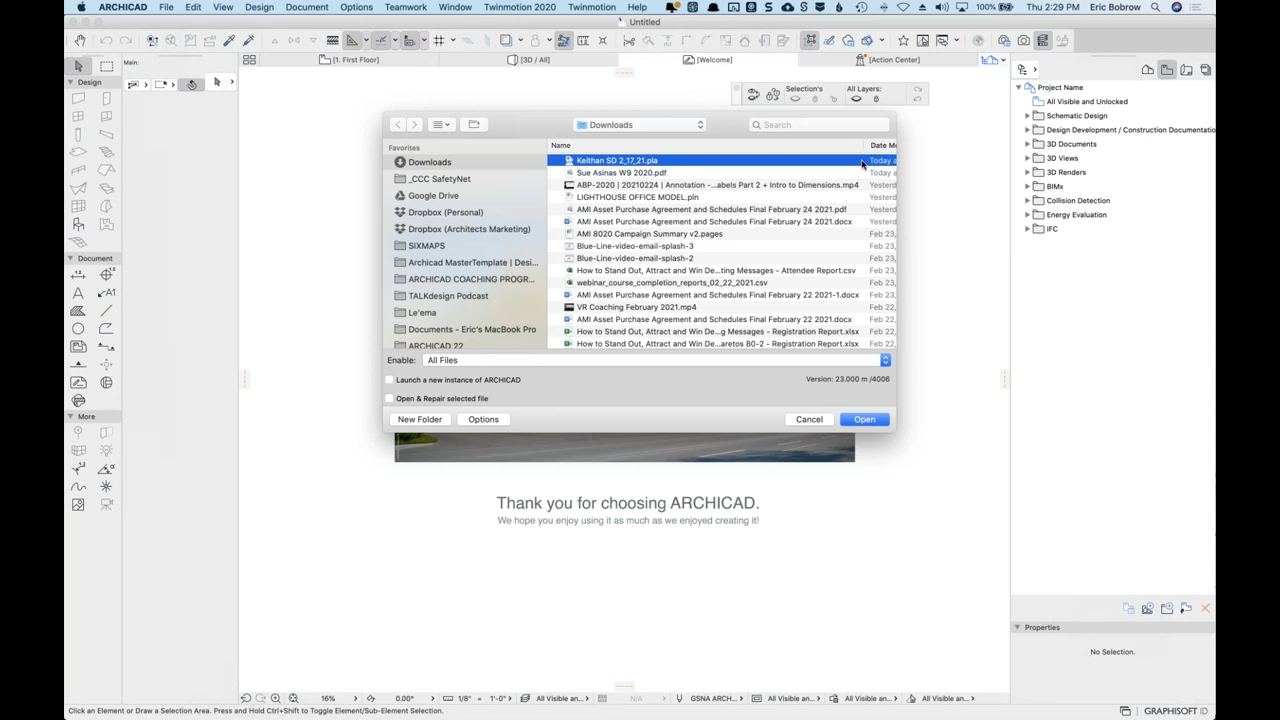 ARCHICAD File Edit View Design Document Options Teamwork Window Twinmotion 2020 Twinmotion Help 100% Thu 2:29 PM Eric Bobrow
Untitled
[1. First Floor] [3D / All] [Welcome] [Action Center]
Main:
Design
Document
More
Selection's All Layers:
Downloads
Search
Favorites
Downloads
_CCC SafetyNet
Google Drive
Dropbox (Personal)
Dropbox (Architects Marketing)
SIXMAPS
Archicad MasterTemplate | Desi...
ARCHICAD COACHING PROGR...
TALKdesign Podcast
Le'ema
Documents - Eric's MacBook Pro
ARCHICAD 22
Name Date M
Keithan SD 2_17_21.pla Today a
Sue Asinas W9 2020.pdf Today a
ABP-2020 | 20210224 | Annotation -...abels Part 2 + Intro to Dimensions.mp4 Yesterd
LIGHTHOUSE OFFICE MODEL.pln Yesterd
AMI Asset Purchase Agreement and Schedules Final February 24 2021.pdf Yesterd
AMI Asset Purchase Agreement and Schedules Final February 24 2021.docx Yesterd
AMI 8020 Campaign Summary v2.pages Feb 23,
Blue-Line-video-email-splash-3 Feb 23,
Blue-Line-video-email-splash-2 Feb 23,
How to Stand Out, Attract and Win De...ting Messages - Attendee Report.csv Feb 23,
webinar_course_completion_reports_02_22_2021.csv Feb 23,
AMI Asset Purchase Agreement and Schedules Final February 22 2021-1.docx Feb 23,
VR Coaching February 2021.mp4 Feb 22,
AMI Asset Purchase Agreement and Schedules Final February 22 2021.docx Feb 22,
How to Stand Out, Attract and Win De...g Messages - Registration Report.xlsx Feb 22,
How to Stand Out, Attract and Win De...aretos 80-2 - Registration Report.xlsx Feb 22,
Enable: All Files
Launch a new instance of ARCHICAD Version: 23.000 m /4006
Open & Repair selected file
New Folder Options Cancel Open
Thank you for choosing ARCHICAD.
We hope you enjoy using it as much as we enjoyed creating it!
Project Name
All Visible and Unlocked
Schematic Design
Design Development / Construction Documentatio
3D Documents
3D Views
3D Renders
BIMx
Collision Detection
Energy Evaluation
IFC
Properties
No Selection.
16% 0.00° 1/8" = 1'-0" All Visible an... N/A GSNA ARCH... All Visible an... All Visible an... All Visible an...
Click an Element or Draw a Selection Area. Press and Hold Ctrl+Shift to Toggle Element/Sub-Element Selection. GRAPHISOFT ID